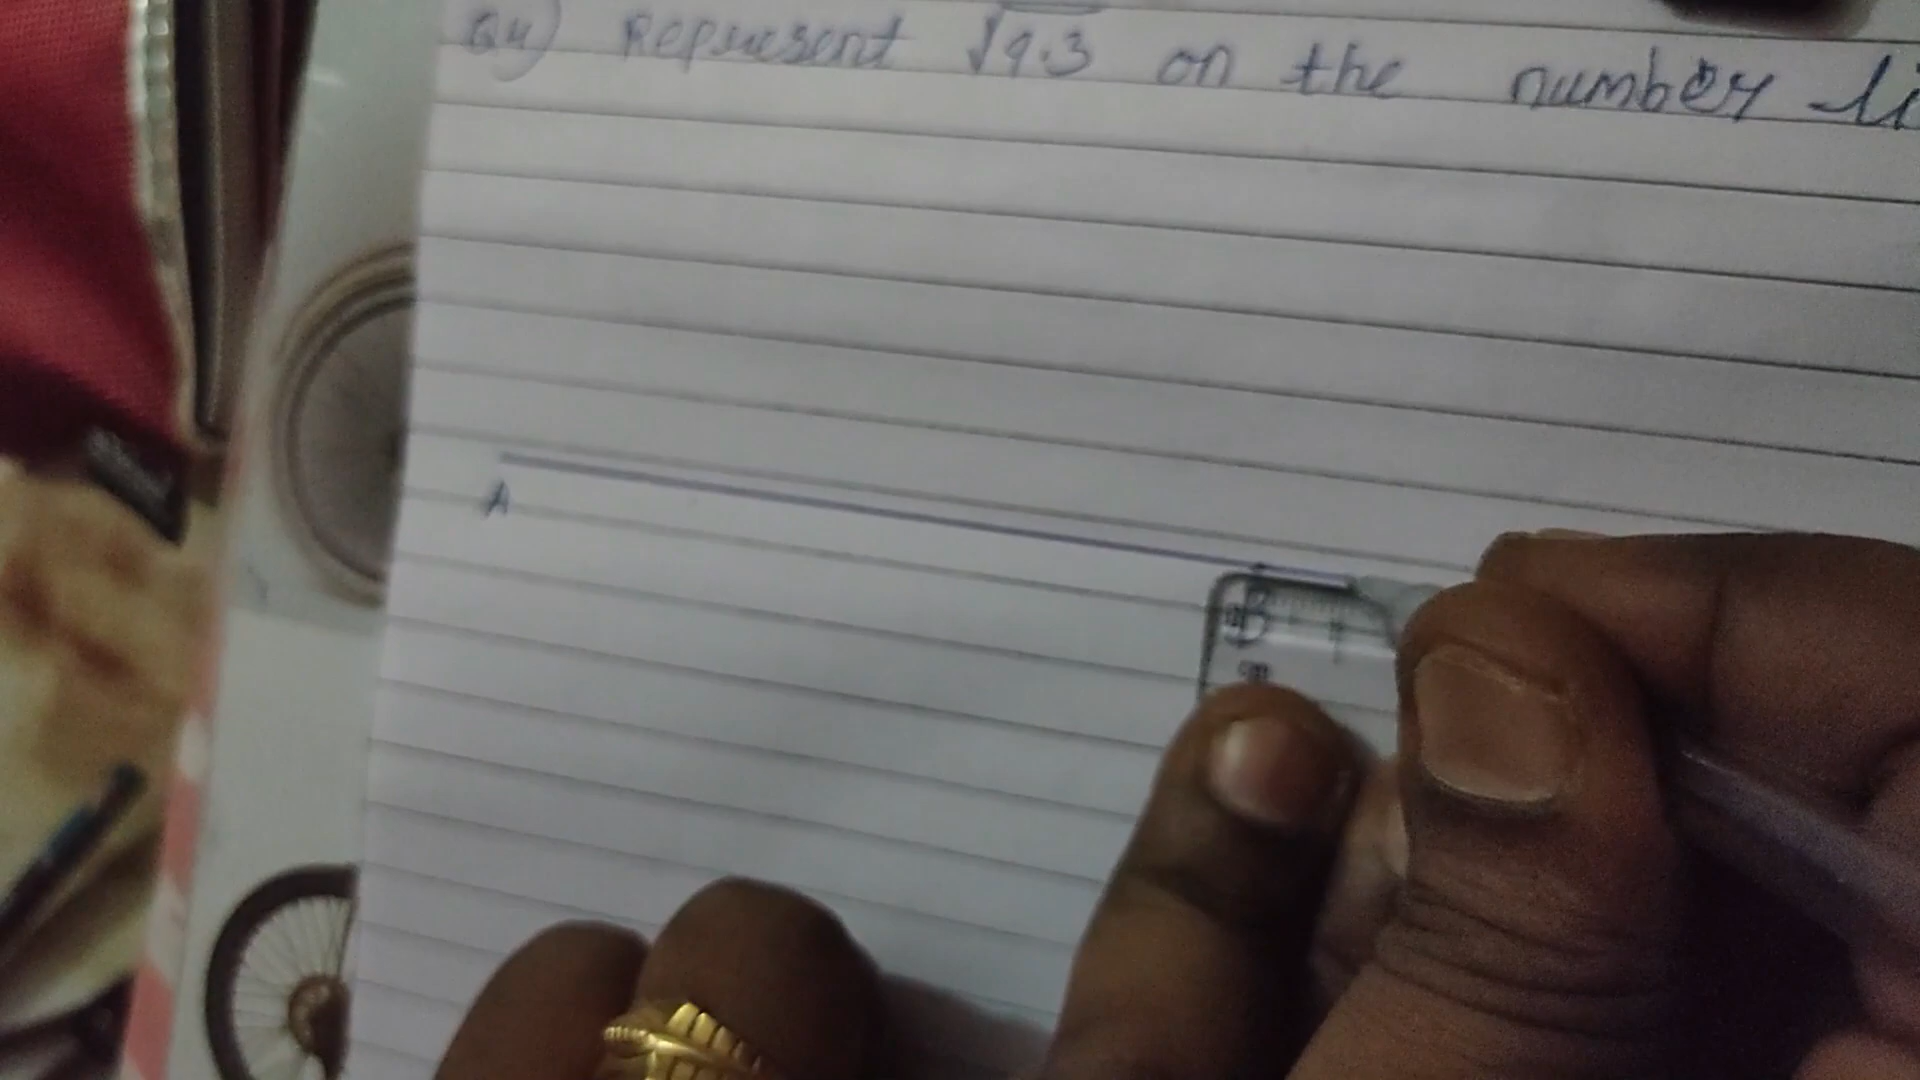 Q4) Represent √9.3 on the number li
A
B